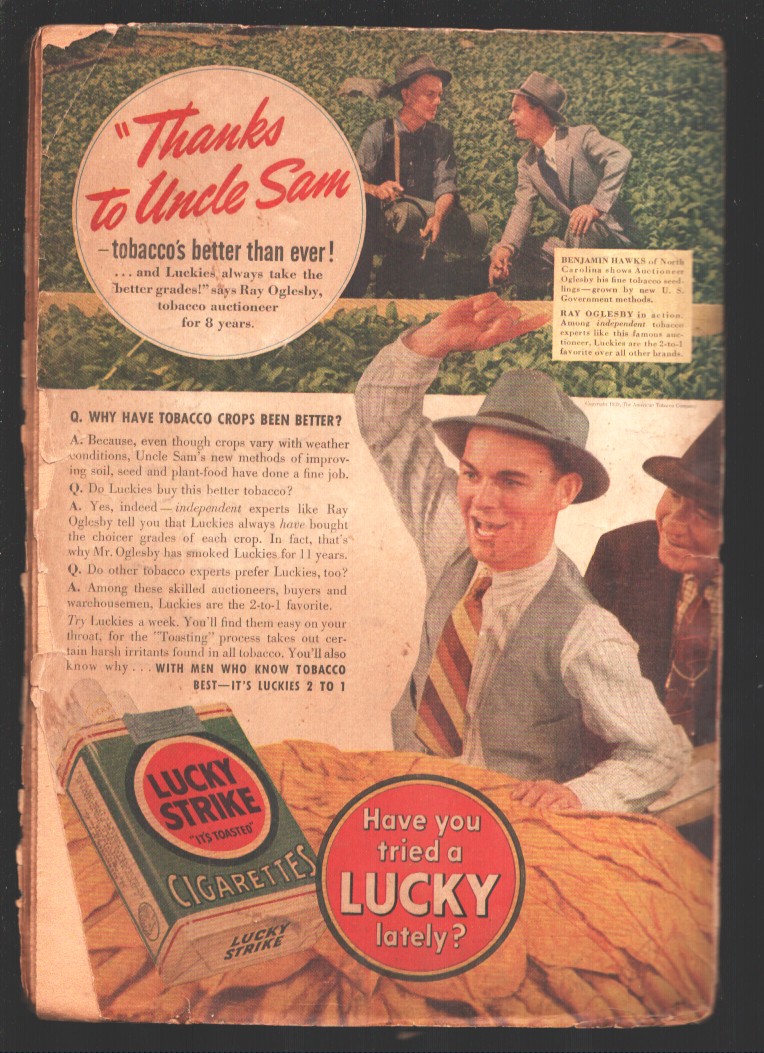 "Thanks
to Uncle Sam
—tobacco's better than ever!
...and Luckies always take the
better grades!" says Ray Oglesby,
tobacco auctioneer
for 8 years.
BENJAMIN HAWKS of North
Carolina shows Auctioneer
Oglesby his fine tobacco seed-
lings—grown by new U. S.
Government methods.
RAY OGLESBY in action.
Among independent tobacco
experts like this famous auc-
tioneer, Luckies are the 2-to-1
favorite over all other brands.
The American Tobacco Company
Q. WHY HAVE TOBACCO CROPS BEEN BETTER?
A. Because, even though crops vary with weather
conditions, Uncle Sam's new methods of improv-
ing soil, seed and plant-food have done a fine job.
Q. Do Luckies buy this better tobacco?
A. Yes, indeed—independent experts like Ray
Oglesby tell you that Luckies always have bought
the choicer grades of each crop. In fact, that's
why Mr. Oglesby has smoked Luckies for 11 years.
Q. Do other tobacco experts prefer Luckies, too?
A. Among these skilled auctioneers, buyers and
warehousemen, Luckies are the 2-to-1 favorite.
Try Luckies a week. You'll find them easy on your
throat, for the "Toasting" process takes out cer-
tain harsh irritants found in all tobacco. You'll also
know why...WITH MEN WHO KNOW TOBACCO
BEST—IT'S LUCKIES 2 TO 1
LUCKY
STRIKE
"IT'S TOASTED"
CIGARETTES
LUCKY
STRIKE
Have you
tried a
LUCKY
lately?